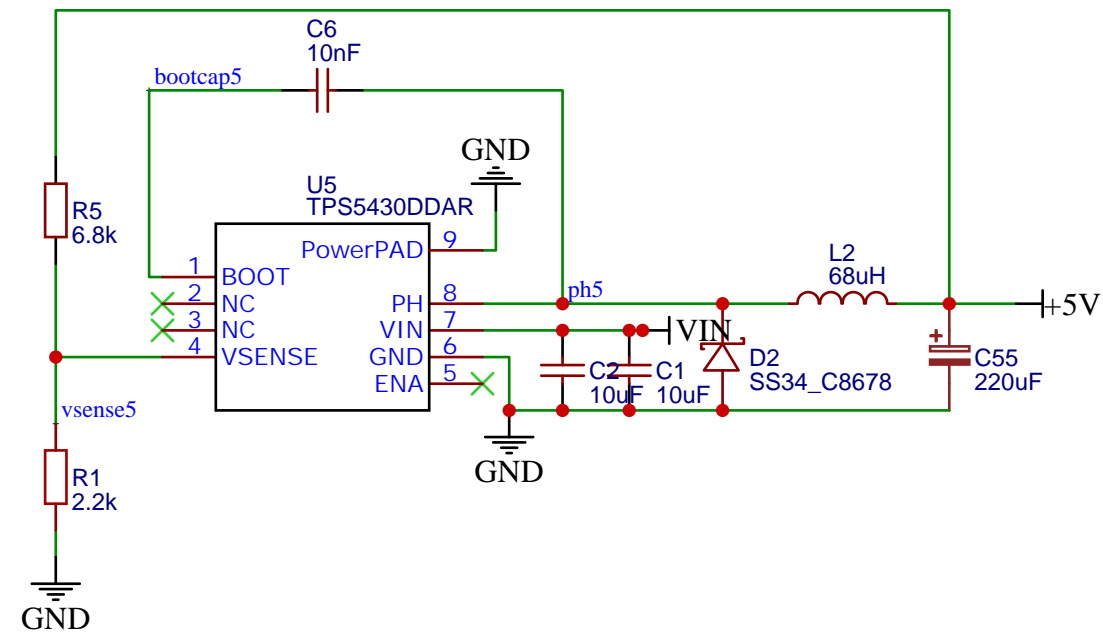 C6
10nF
bootcap5
GND
U5
TPS5430DDAR
R5
6.8k
PowerPAD
9
1
BOOT
2
NC
3
NC
4
VSENSE
PH
8
VIN
7
GND
6
ENA
5
ph5
L2
68uH
+5V
VIN
C2
10uF
C1
10uF
D2
SS34_C8678
+
C55
220uF
vsense5
GND
R1
2.2k
GND